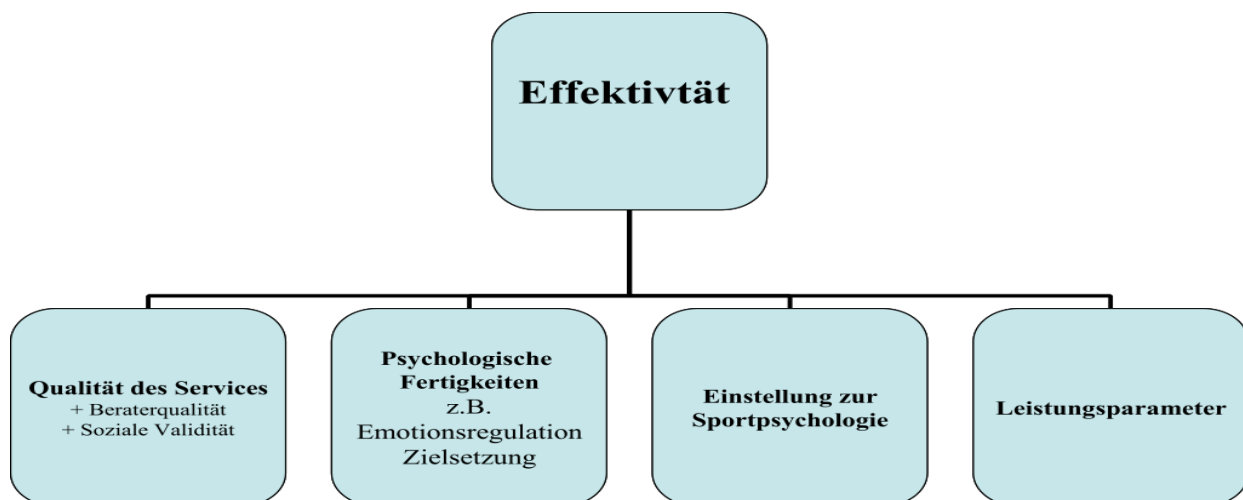 Effektivtät
Qualität des Services
+ Beraterqualität
+ Soziale Validität
Psychologische
Fertigkeiten
z.B.
Emotionsregulation
Zielsetzung
Einstellung zur
Sportpsychologie
Leistungsparameter